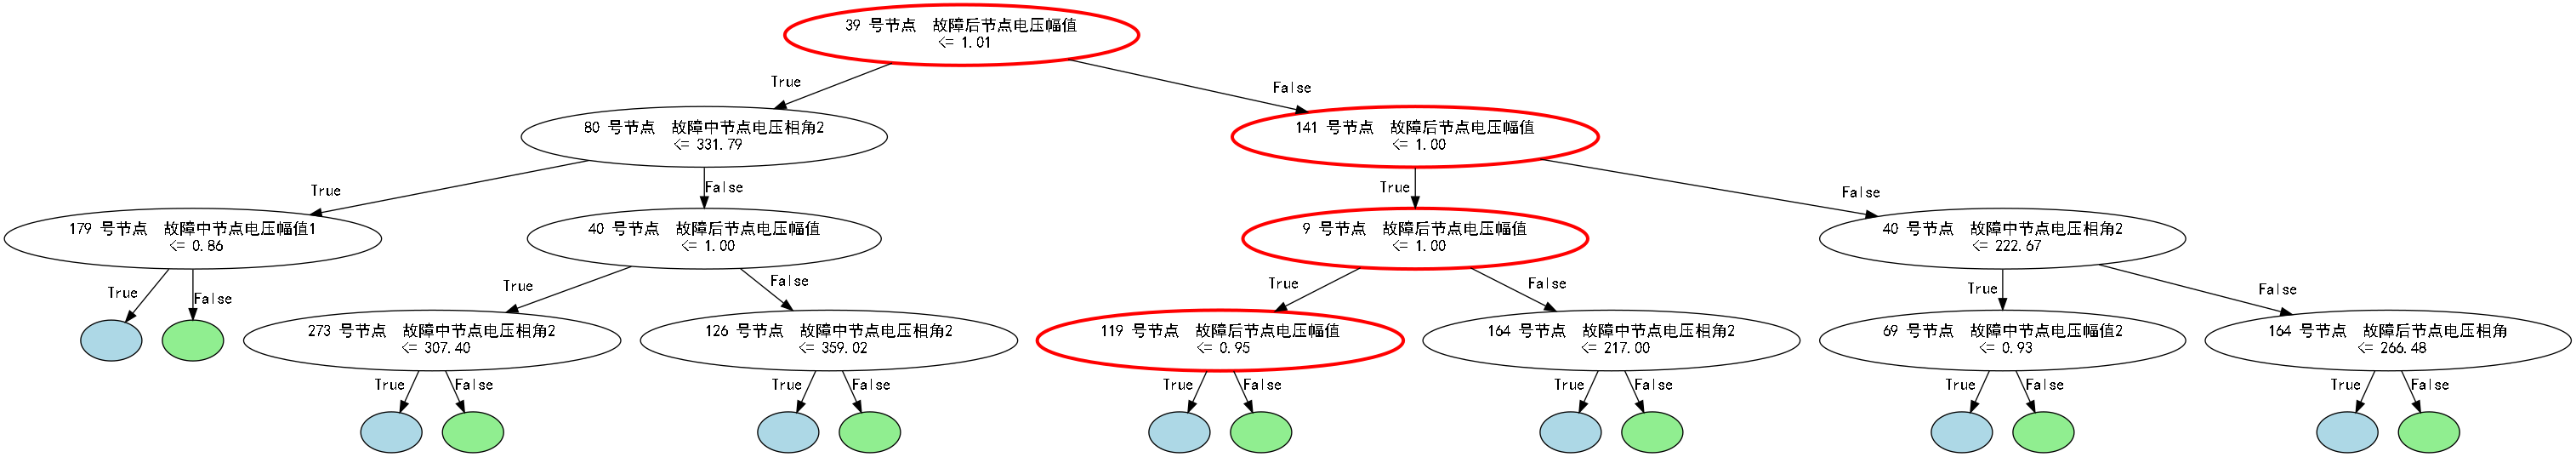 39 号节点 故障后节点电压幅值
<= 1.01
True
False
80 号节点 故障中节点电压相角2
<= 331.79
141 号节点 故障后节点电压幅值
<= 1.00
True
False
True
False
179 号节点 故障中节点电压幅值1
<= 0.86
40 号节点 故障后节点电压幅值
<= 1.00
9 号节点 故障后节点电压幅值
<= 1.00
40 号节点 故障中节点电压相角2
<= 222.67
True
False
True
False
True
False
True
False
273 号节点 故障中节点电压相角2
<= 307.40
126 号节点 故障中节点电压相角2
<= 359.02
119 号节点 故障后节点电压幅值
<= 0.95
164 号节点 故障中节点电压相角2
<= 217.00
69 号节点 故障中节点电压幅值2
<= 0.93
164 号节点 故障后节点电压相角
<= 266.48
True
False
True
False
True
False
True
False
True
False
True
False